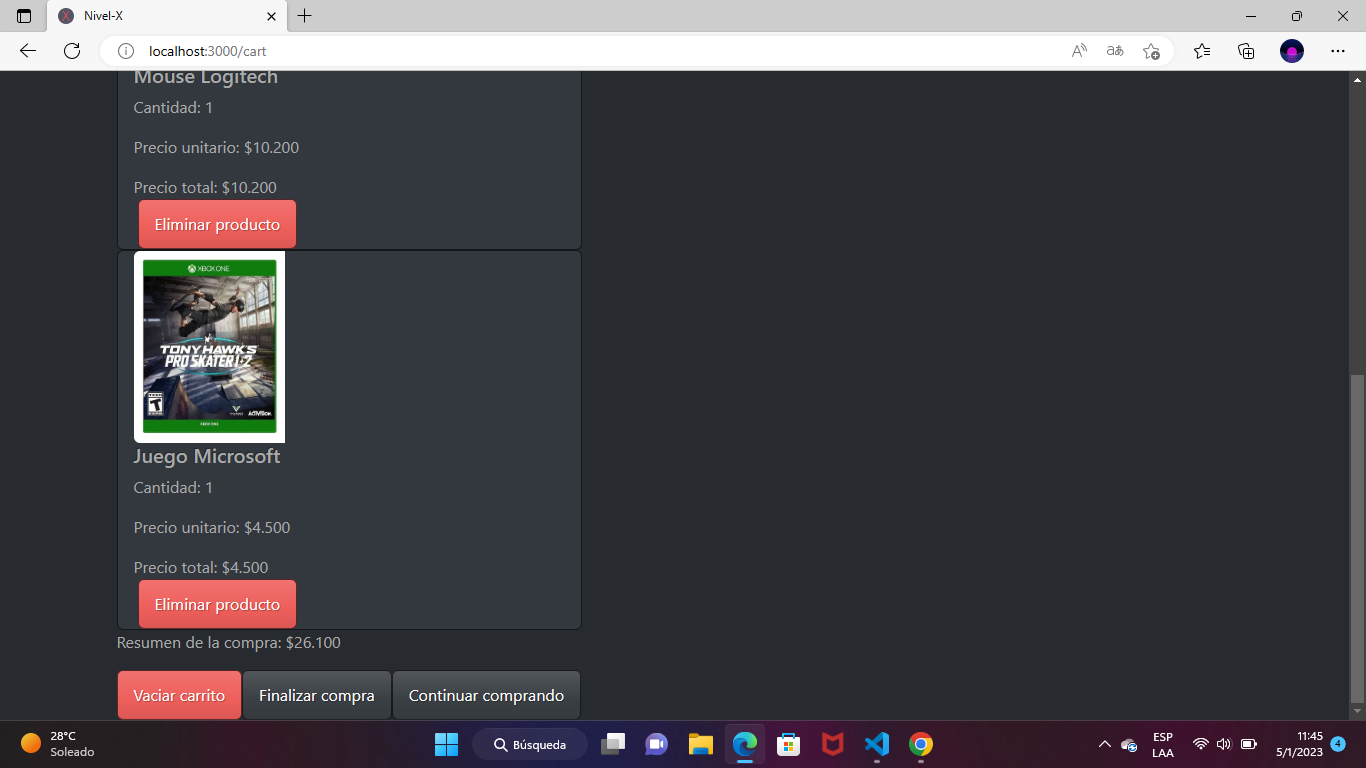 Nivel-X
localhost:3000/cart
Mouse Logitech
Cantidad: 1
Precio unitario: $10.200
Precio total: $10.200
Eliminar producto
XBOX ONE
TONY HAWK'S
PRO SKATER 1+2
ACTIVISION
XBOX ONE
Juego Microsoft
Cantidad: 1
Precio unitario: $4.500
Precio total: $4.500
Eliminar producto
Resumen de la compra: $26.100
Vaciar carrito Finalizar compra Continuar comprando
28°C
Soleado
Búsqueda
ESP
LAA
11:45
5/1/2023
4